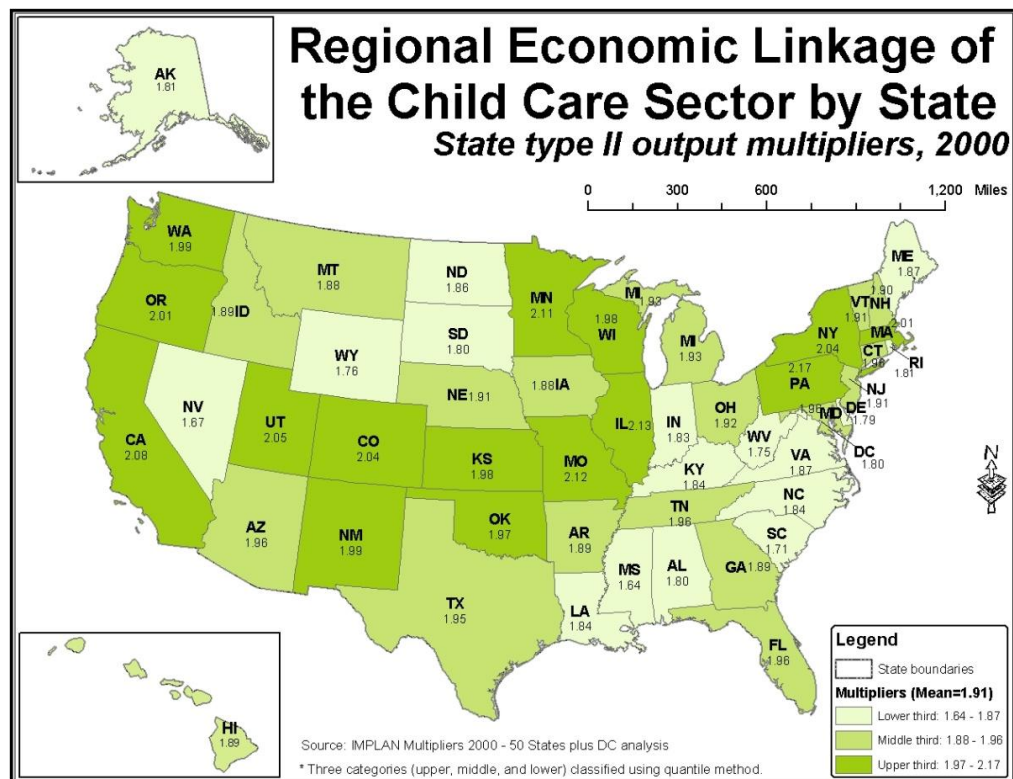 Regional Economic Linkage of
the Child Care Sector by State
State type II output multipliers, 2000
0 300 600 1,200 Miles
AK
1.81
WA
1.99
OR
2.01
CA
2.08
NV
1.67
1.89 ID
MT
1.88
WY
1.76
UT
2.05
CO
2.04
AZ
1.96
NM
1.99
ND
1.86
SD
1.80
NE 1.91
KS
1.98
OK
1.97
TX
1.95
MN
2.11
1.88 IA
MO
2.12
AR
1.89
LA
1.84
1.98
WI
IL 2.13
MI 1.93
MI
1.93
IN
1.83
OH
1.92
KY
1.84
TN
1.96
MS
1.64
AL
1.80
GA 1.89
FL
1.96
SC
1.71
NC
1.84
VA
1.87
WV
1.75
2.17
PA
NY
2.04
VT
1.91
1.90
NH
ME
1.87
2.01
MA
CT
1.96
RI
1.81
NJ
1.91
DE
1.79
1.96
MD
DC
1.80
HI
1.89
N
Legend
State boundaries
Multipliers (Mean=1.91)
Lower third: 1.64 - 1.87
Middle third: 1.88 - 1.96
Upper third: 1.97 - 2.17
Source: IMPLAN Multipliers 2000 - 50 States plus DC analysis
* Three categories (upper, middle, and lower) classified using quantile method.